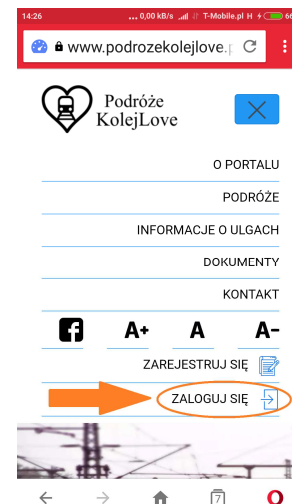 14:26 ... 0,00 kB/s T-Mobile.pl H 66
www.podrozekolejlove.p
Podróże
KolejLove
O PORTALU
PODRÓŻE
INFORMACJE O ULGACH
DOKUMENTY
KONTAKT
A+ A A-
ZAREJESTRUJ SIĘ
ZALOGUJ SIĘ
7